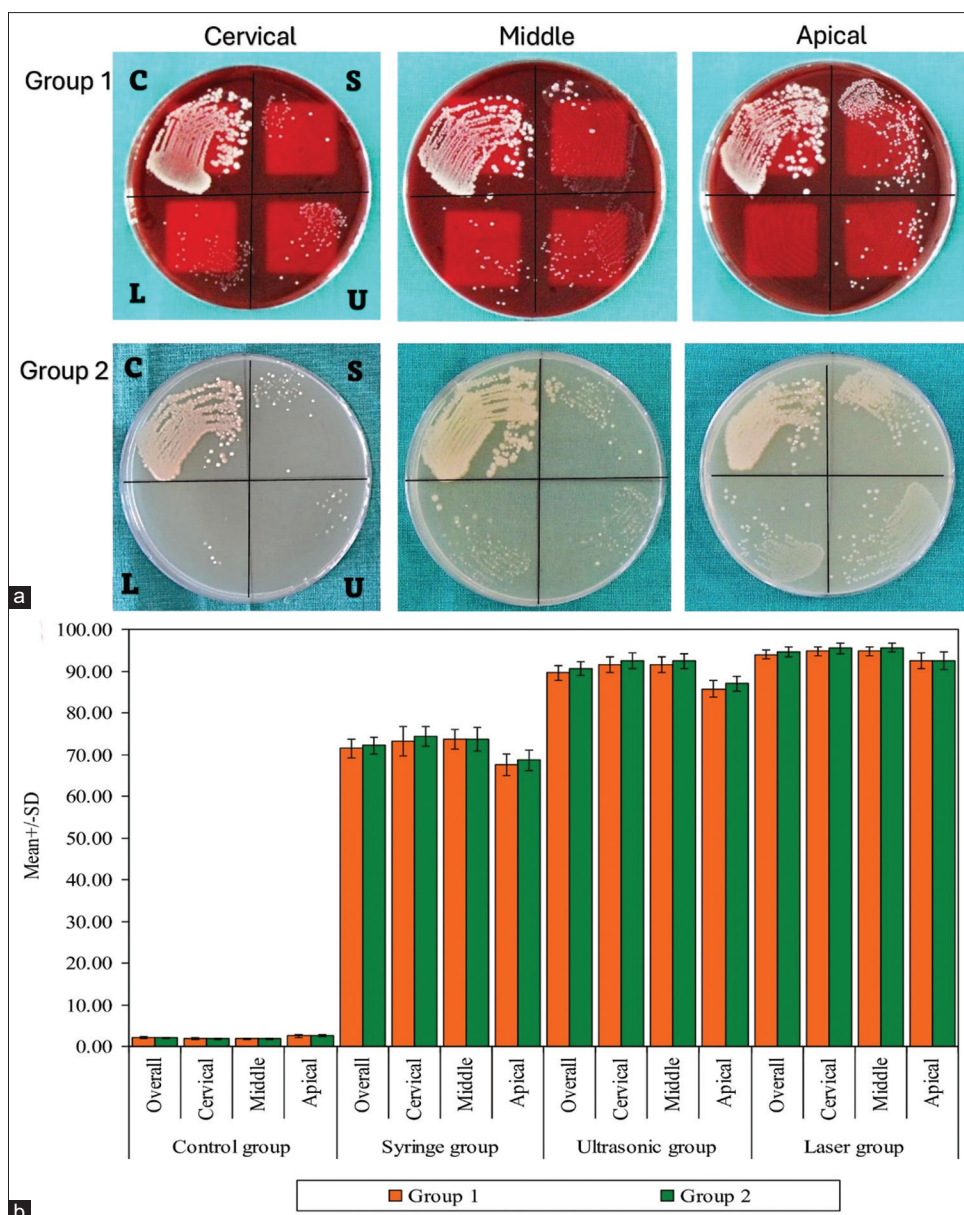 Cervical Middle Apical
Group 1
C S
L U
Group 2
C S
L U
a
100.00
90.00
80.00
70.00
60.00
50.00
40.00
30.00
20.00
10.00
0.00
Mean+/-SD
Overall Cervical Middle Apical Overall Cervical Middle Apical Overall Cervical Middle Apical Overall Cervical Middle Apical
Control group Syringe group Ultrasonic group Laser group
Group 1 Group 2
b